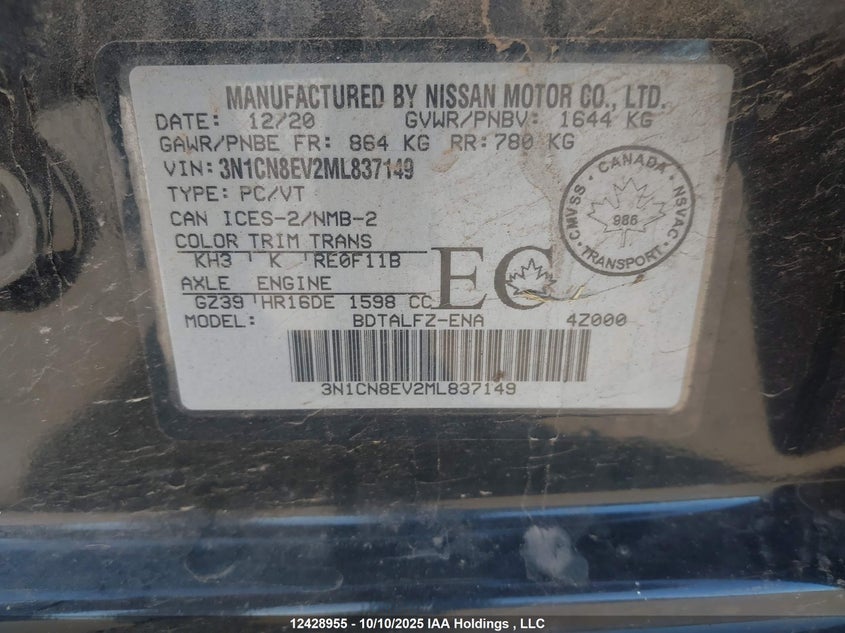 MANUFACTURED BY NISSAN MOTOR CO., LTD.
DATE: 12/20 GVWR/PNBV: 1644 KG
GAWR/PNBE FR: 864 KG RR: 780 KG
VIN: 3N1CN8EV2ML837149
TYPE: PC/VT
CAN ICES-2/NMB-2
COLOR TRIM TRANS
KH3 K RE0F11B
AXLE ENGINE
GZ39 HR16DE 1598 CC
EC
MODEL: BDTALFZ-ENA 4Z000
3N1CN8EV2ML837149
CANADA
CMVSS 986 NSVAC
TRANSPORT
12428955 - 10/10/2025 IAA Holdings , LLC